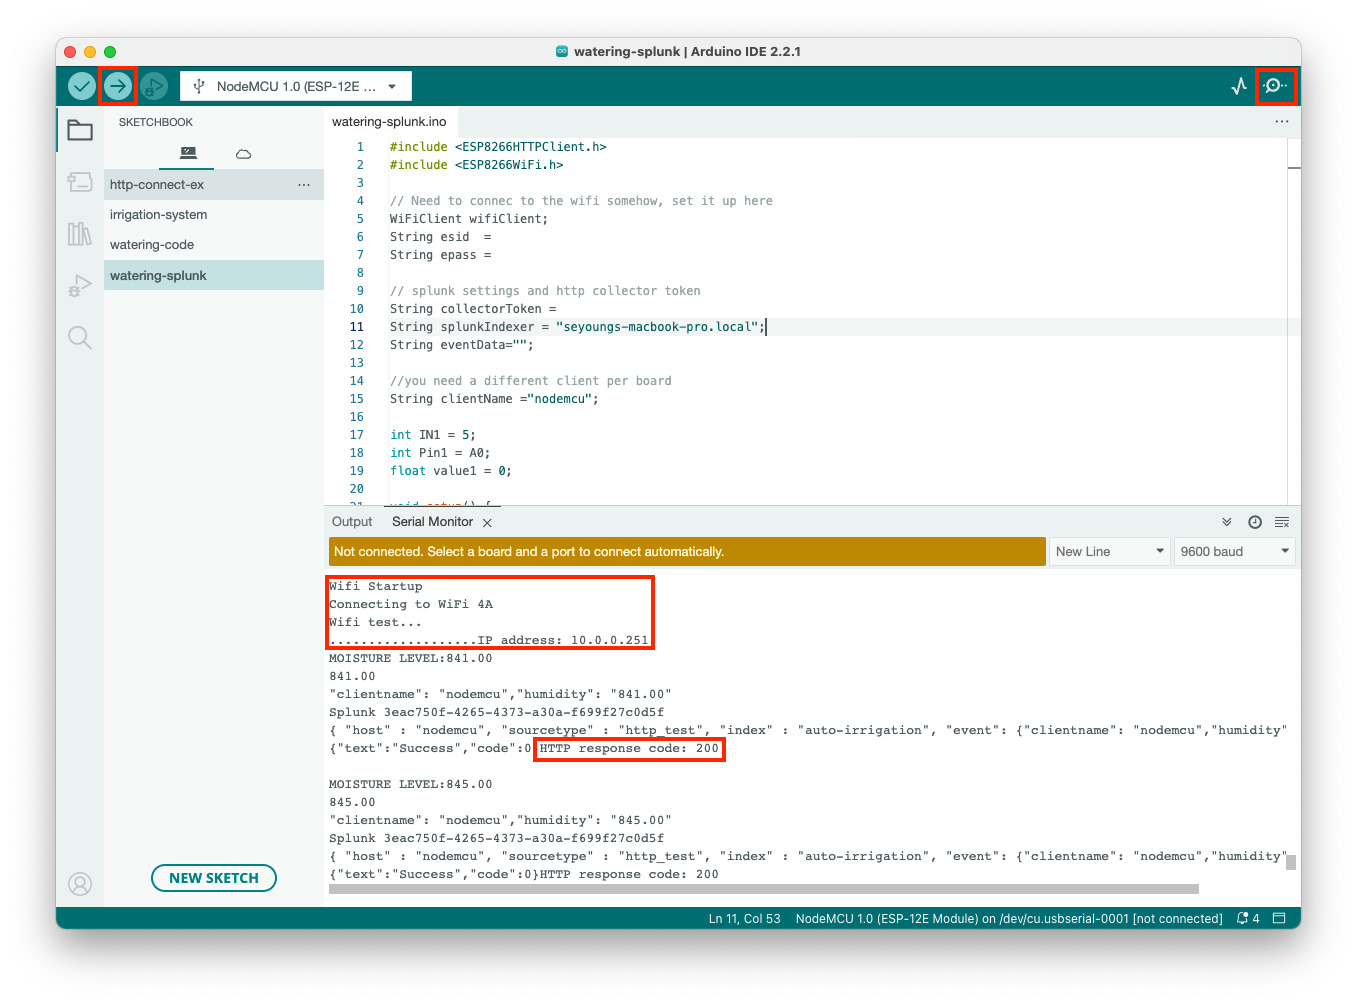 watering-splunk | Arduino IDE 2.2.1
NodeMCU 1.0 (ESP-12E ...
SKETCHBOOK
http-connect-ex ...
irrigation-system
watering-code
watering-splunk
NEW SKETCH
watering-splunk.ino
1 #include <ESP8266HTTPClient.h>
2 #include <ESP8266WiFi.h>
3
4 // Need to connec to the wifi somehow, set it up here
5 WiFiClient wifiClient;
6 String esid  =
7 String epass =
8
9 // splunk settings and http collector token
10 String collectorToken =
11 String splunkIndexer = "seyoungs-macbook-pro.local";
12 String eventData="";
13
14 //you need a different client per board
15 String clientName ="nodemcu";
16
17 int IN1 = 5;
18 int Pin1 = A0;
19 float value1 = 0;
20
21 void setup() {
Output Serial Monitor
Not connected. Select a board and a port to connect automatically.
New Line
9600 baud
Wifi Startup
Connecting to WiFi 4A
Wifi test...
...................IP address: 10.0.0.251
MOISTURE LEVEL:841.00
841.00
"clientname": "nodemcu","humidity": "841.00"
Splunk 3eac750f-4265-4373-a30a-f699f27c0d5f
{ "host" : "nodemcu", "sourcetype" : "http_test", "index" : "auto-irrigation", "event": {"clientname": "nodemcu","humidity"
{"text":"Success","code":0}HTTP response code: 200
MOISTURE LEVEL:845.00
845.00
"clientname": "nodemcu","humidity": "845.00"
Splunk 3eac750f-4265-4373-a30a-f699f27c0d5f
{ "host" : "nodemcu", "sourcetype" : "http_test", "index" : "auto-irrigation", "event": {"clientname": "nodemcu","humidity"
{"text":"Success","code":0}HTTP response code: 200
Ln 11, Col 53 NodeMCU 1.0 (ESP-12E Module) on /dev/cu.usbserial-0001 [not connected] 4